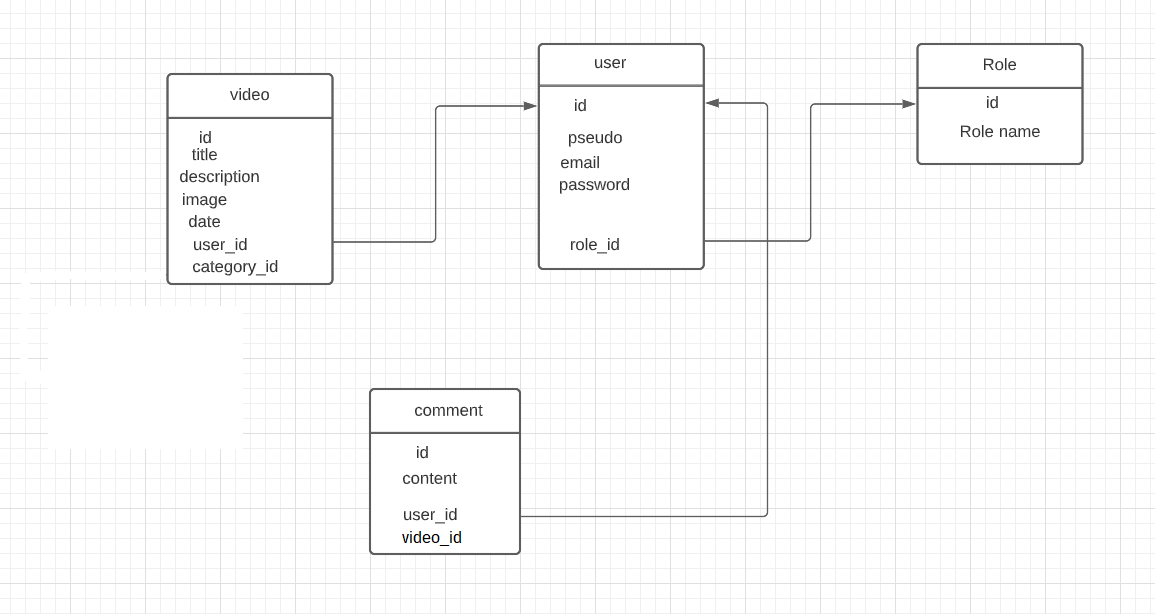 video
id
title
description
image
date
user_id
category_id
user
id
pseudo
email
password
role_id
Role
id
Role name
comment
id
content
user_id
video_id